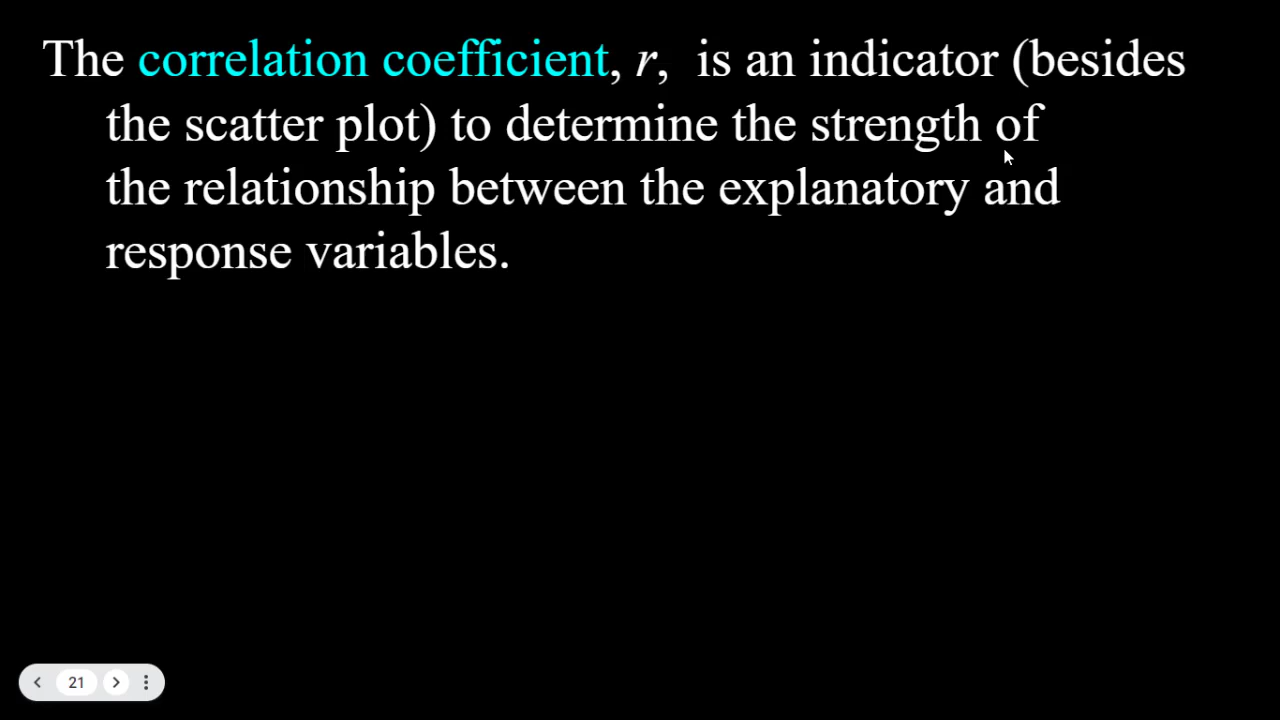 The correlation coefficient, r, is an indicator (besides
the scatter plot) to determine the strength of
the relationship between the explanatory and
response variables.
21